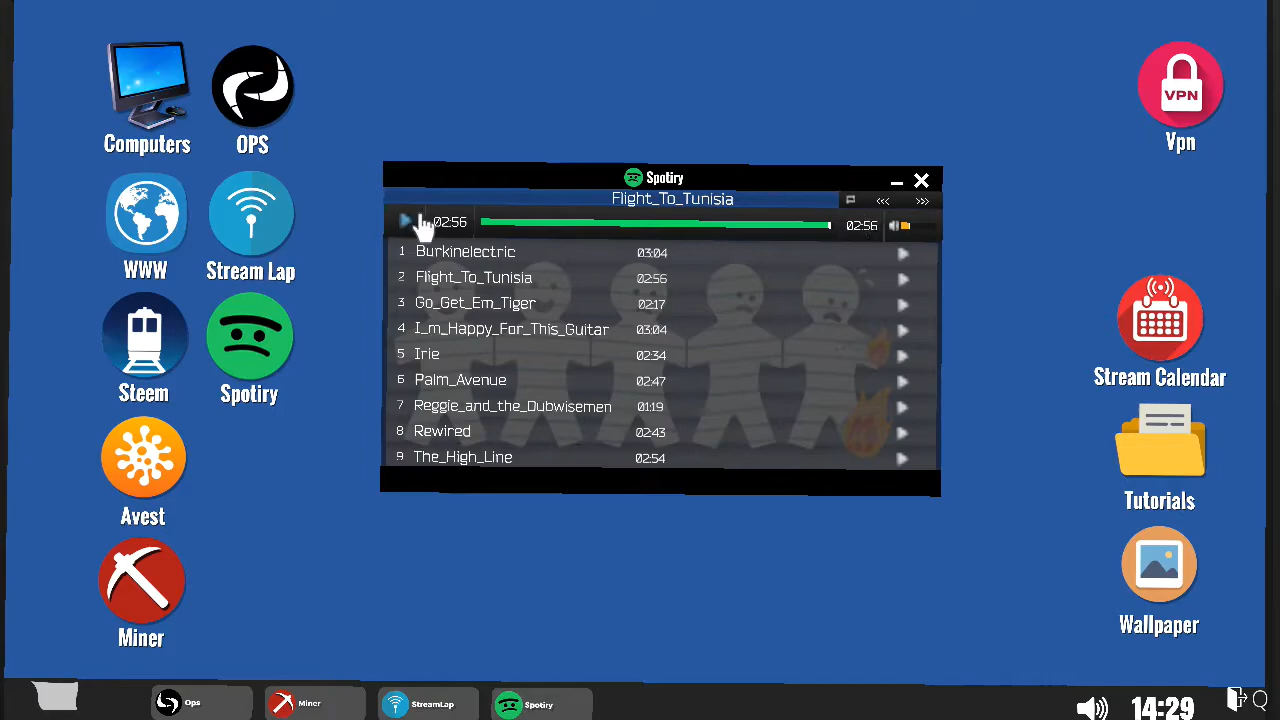 Computers
OPS
VPN
Vpn
Spotiry
Flight_To_Tunisia
<<< >>>
02:56 02:56
1 Burkinelectric 03:04
2 Flight_To_Tunisia 02:56
3 Go_Get_Em_Tiger 02:17
4 I_m_Happy_For_This_Guitar 03:04
5 Irie 02:34
6 Palm_Avenue 02:47
7 Reggie_and_the_Dubwisemen 01:19
8 Rewired 02:43
9 The_High_Line 02:54
WWW
Stream Lap
Steem
Spotiry
Avest
Miner
Stream Calendar
Tutorials
Wallpaper
Ops
Miner
StreamLap
Spotiry
14:29